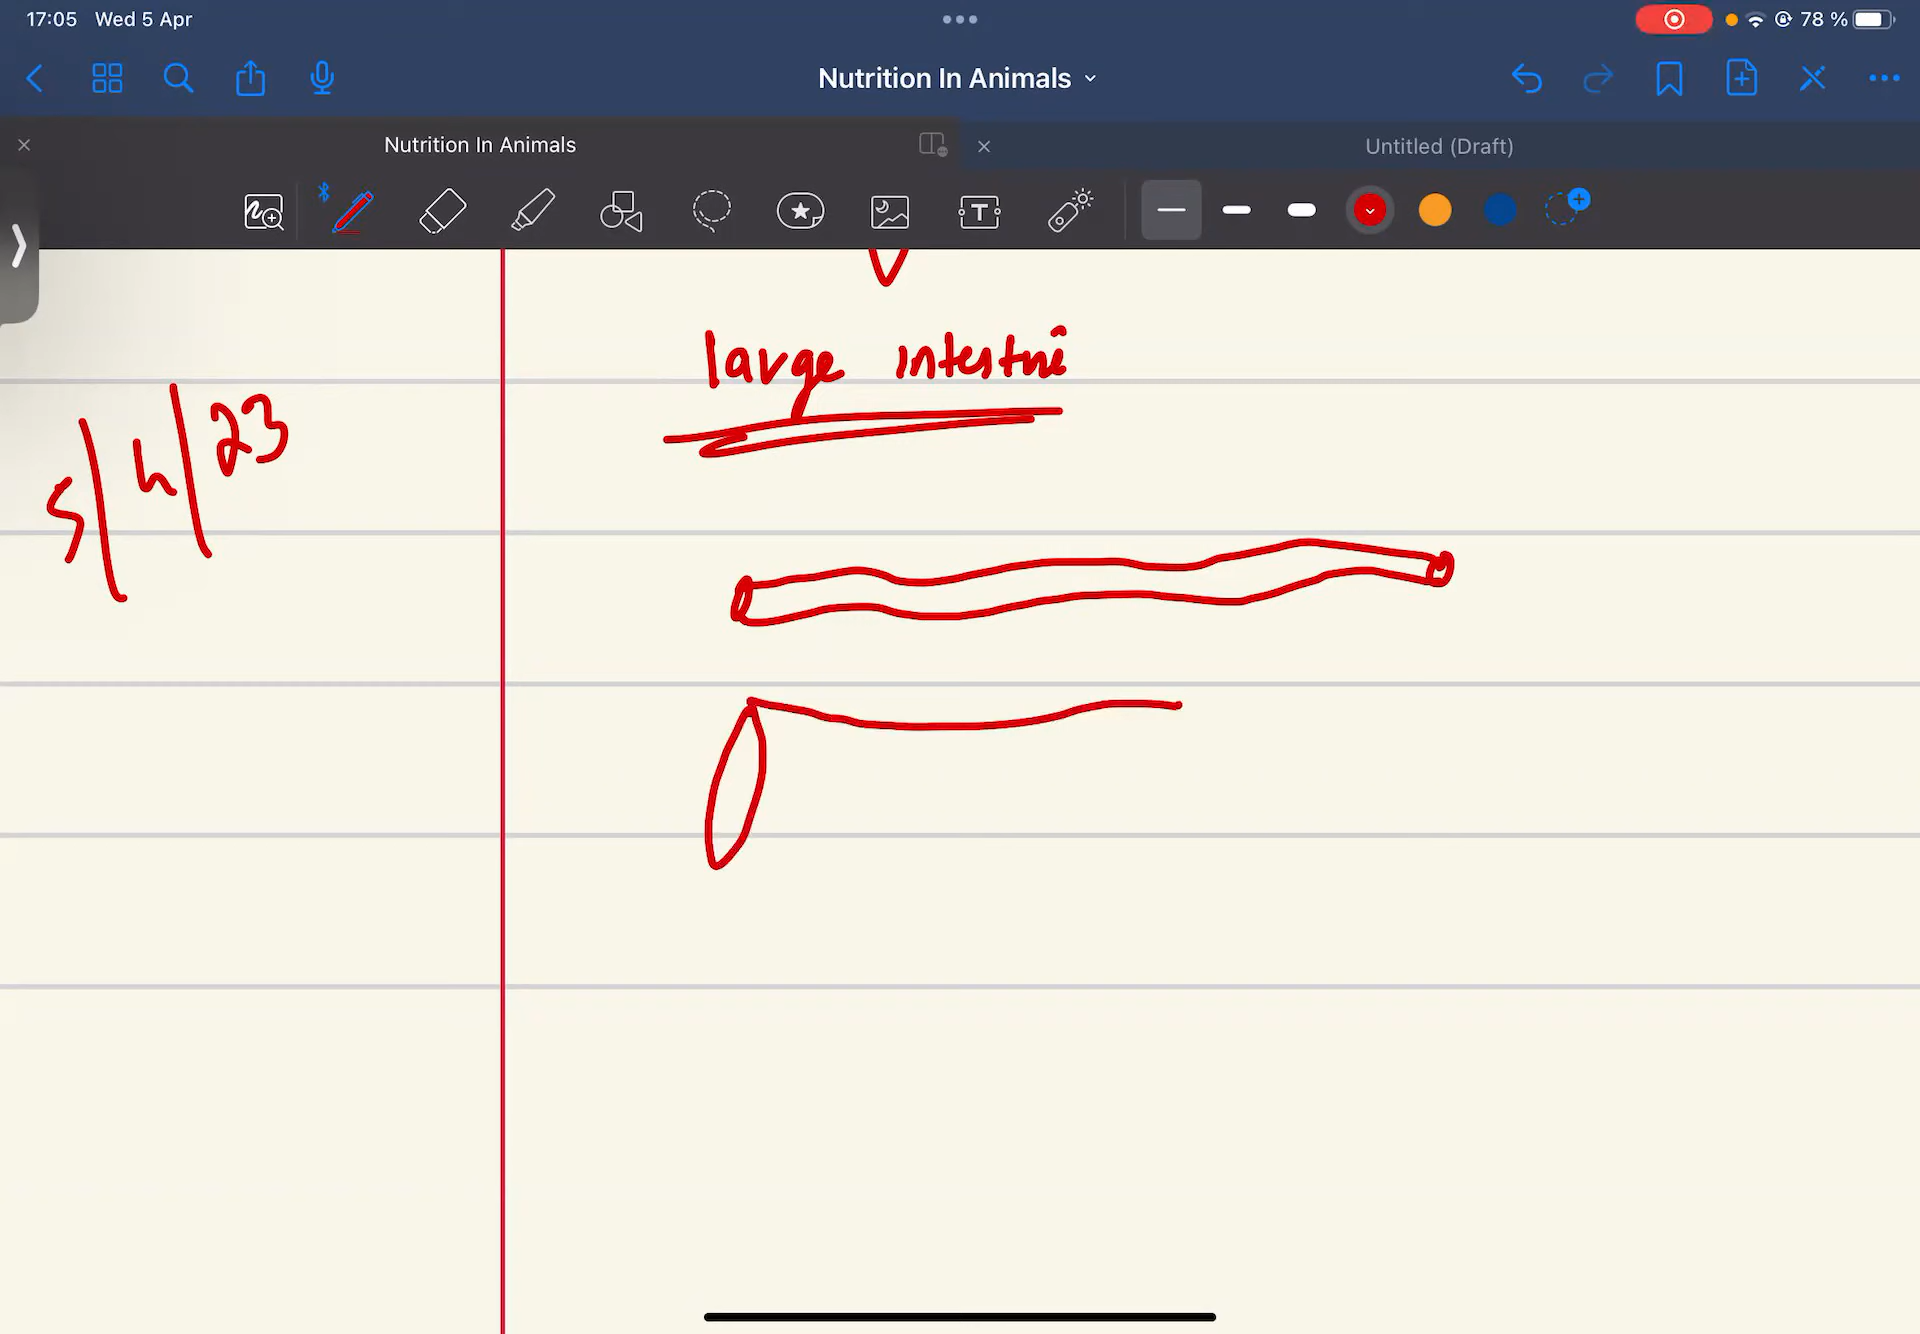 17:05 Wed 5 Apr
78 %
Nutrition In Animals
Nutrition In Animals
Untitled (Draft)
T
large intestine
5/4/23